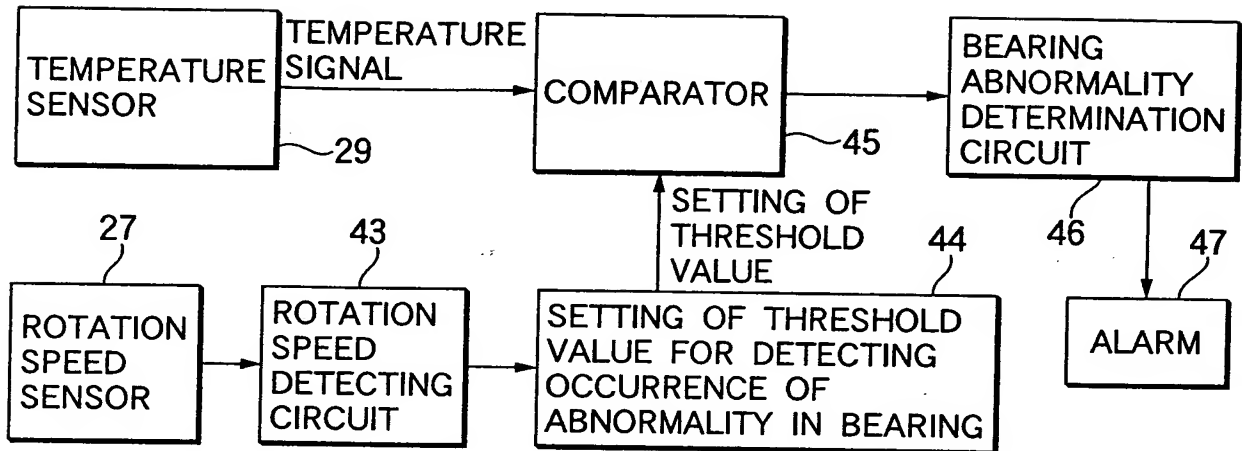 TEMPERATURE
SENSOR
29
TEMPERATURE
SIGNAL
COMPARATOR
45
BEARING
ABNORMALITY
DETERMINATION
CIRCUIT
46
SETTING OF
THRESHOLD
VALUE
27
ROTATION
SPEED
SENSOR
43
ROTATION
SPEED
DETECTING
CIRCUIT
44
SETTING OF THRESHOLD
VALUE FOR DETECTING
OCCURRENCE OF
ABNORMALITY IN BEARING
47
ALARM